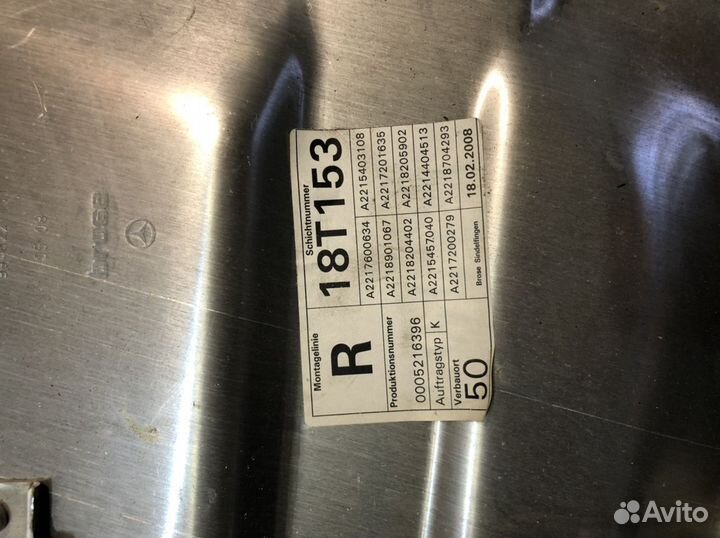 Montagelinie
R
Schichtnummer
18T153
Produktionsnummer
0005216396
Auftragstyp K
Verbauort
50
A2217600634 A2215403108
A2218901067 A2217201635
A2218204402 A2218205902
A2215457040 A2214404513
A2217200279 A2218704293
Brose Sindelfingen 18.02.2008
brose
Avito